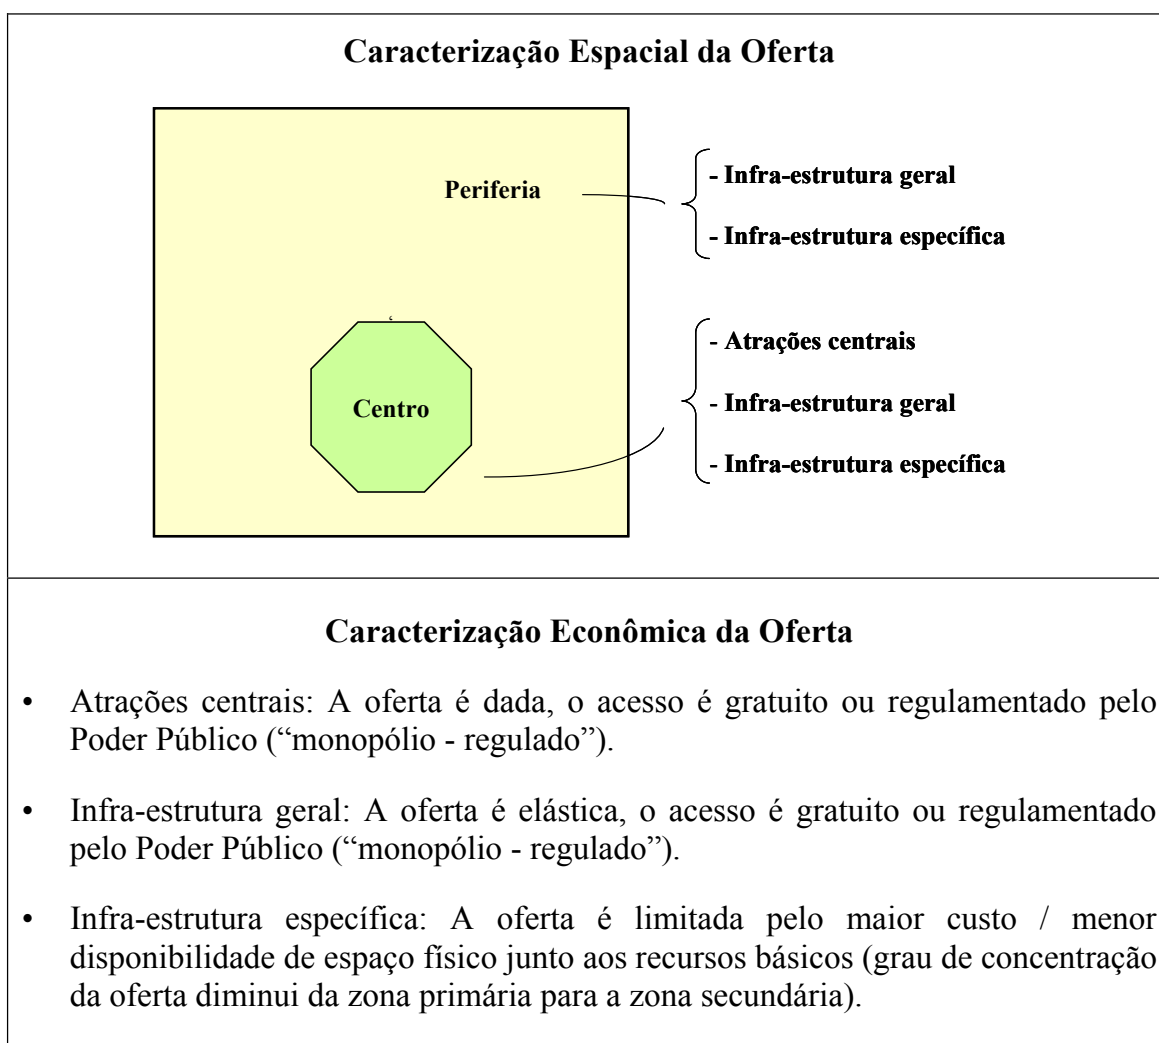 Caracterização Espacial da Oferta
Periferia
- Infra-estrutura geral
- Infra-estrutura específica
Centro
- Atrações centrais
- Infra-estrutura geral
- Infra-estrutura específica
Caracterização Econômica da Oferta
• Atrações centrais: A oferta é dada, o acesso é gratuito ou regulamentado pelo
Poder Público (“monopólio - regulado”).
• Infra-estrutura geral: A oferta é elástica, o acesso é gratuito ou regulamentado
pelo Poder Público (“monopólio - regulado”).
• Infra-estrutura específica: A oferta é limitada pelo maior custo / menor
disponibilidade de espaço físico junto aos recursos básicos (grau de concentração
da oferta diminui da zona primária para a zona secundária).